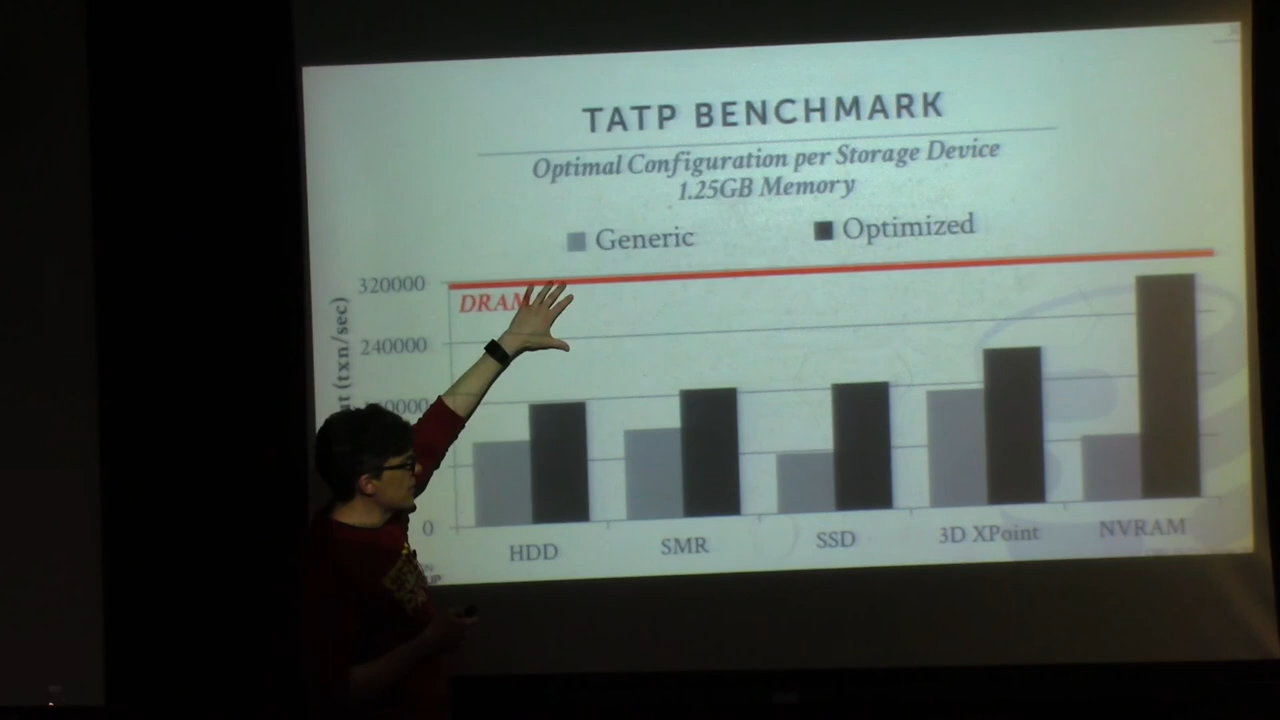 TATP BENCHMARK
Optimal Configuration per Storage Device
1.25GB Memory
Generic
Optimized
320000
DRAM
240000
0
(txn/sec)
HDD
SMR
SSD
3D XPoint
NVRAM